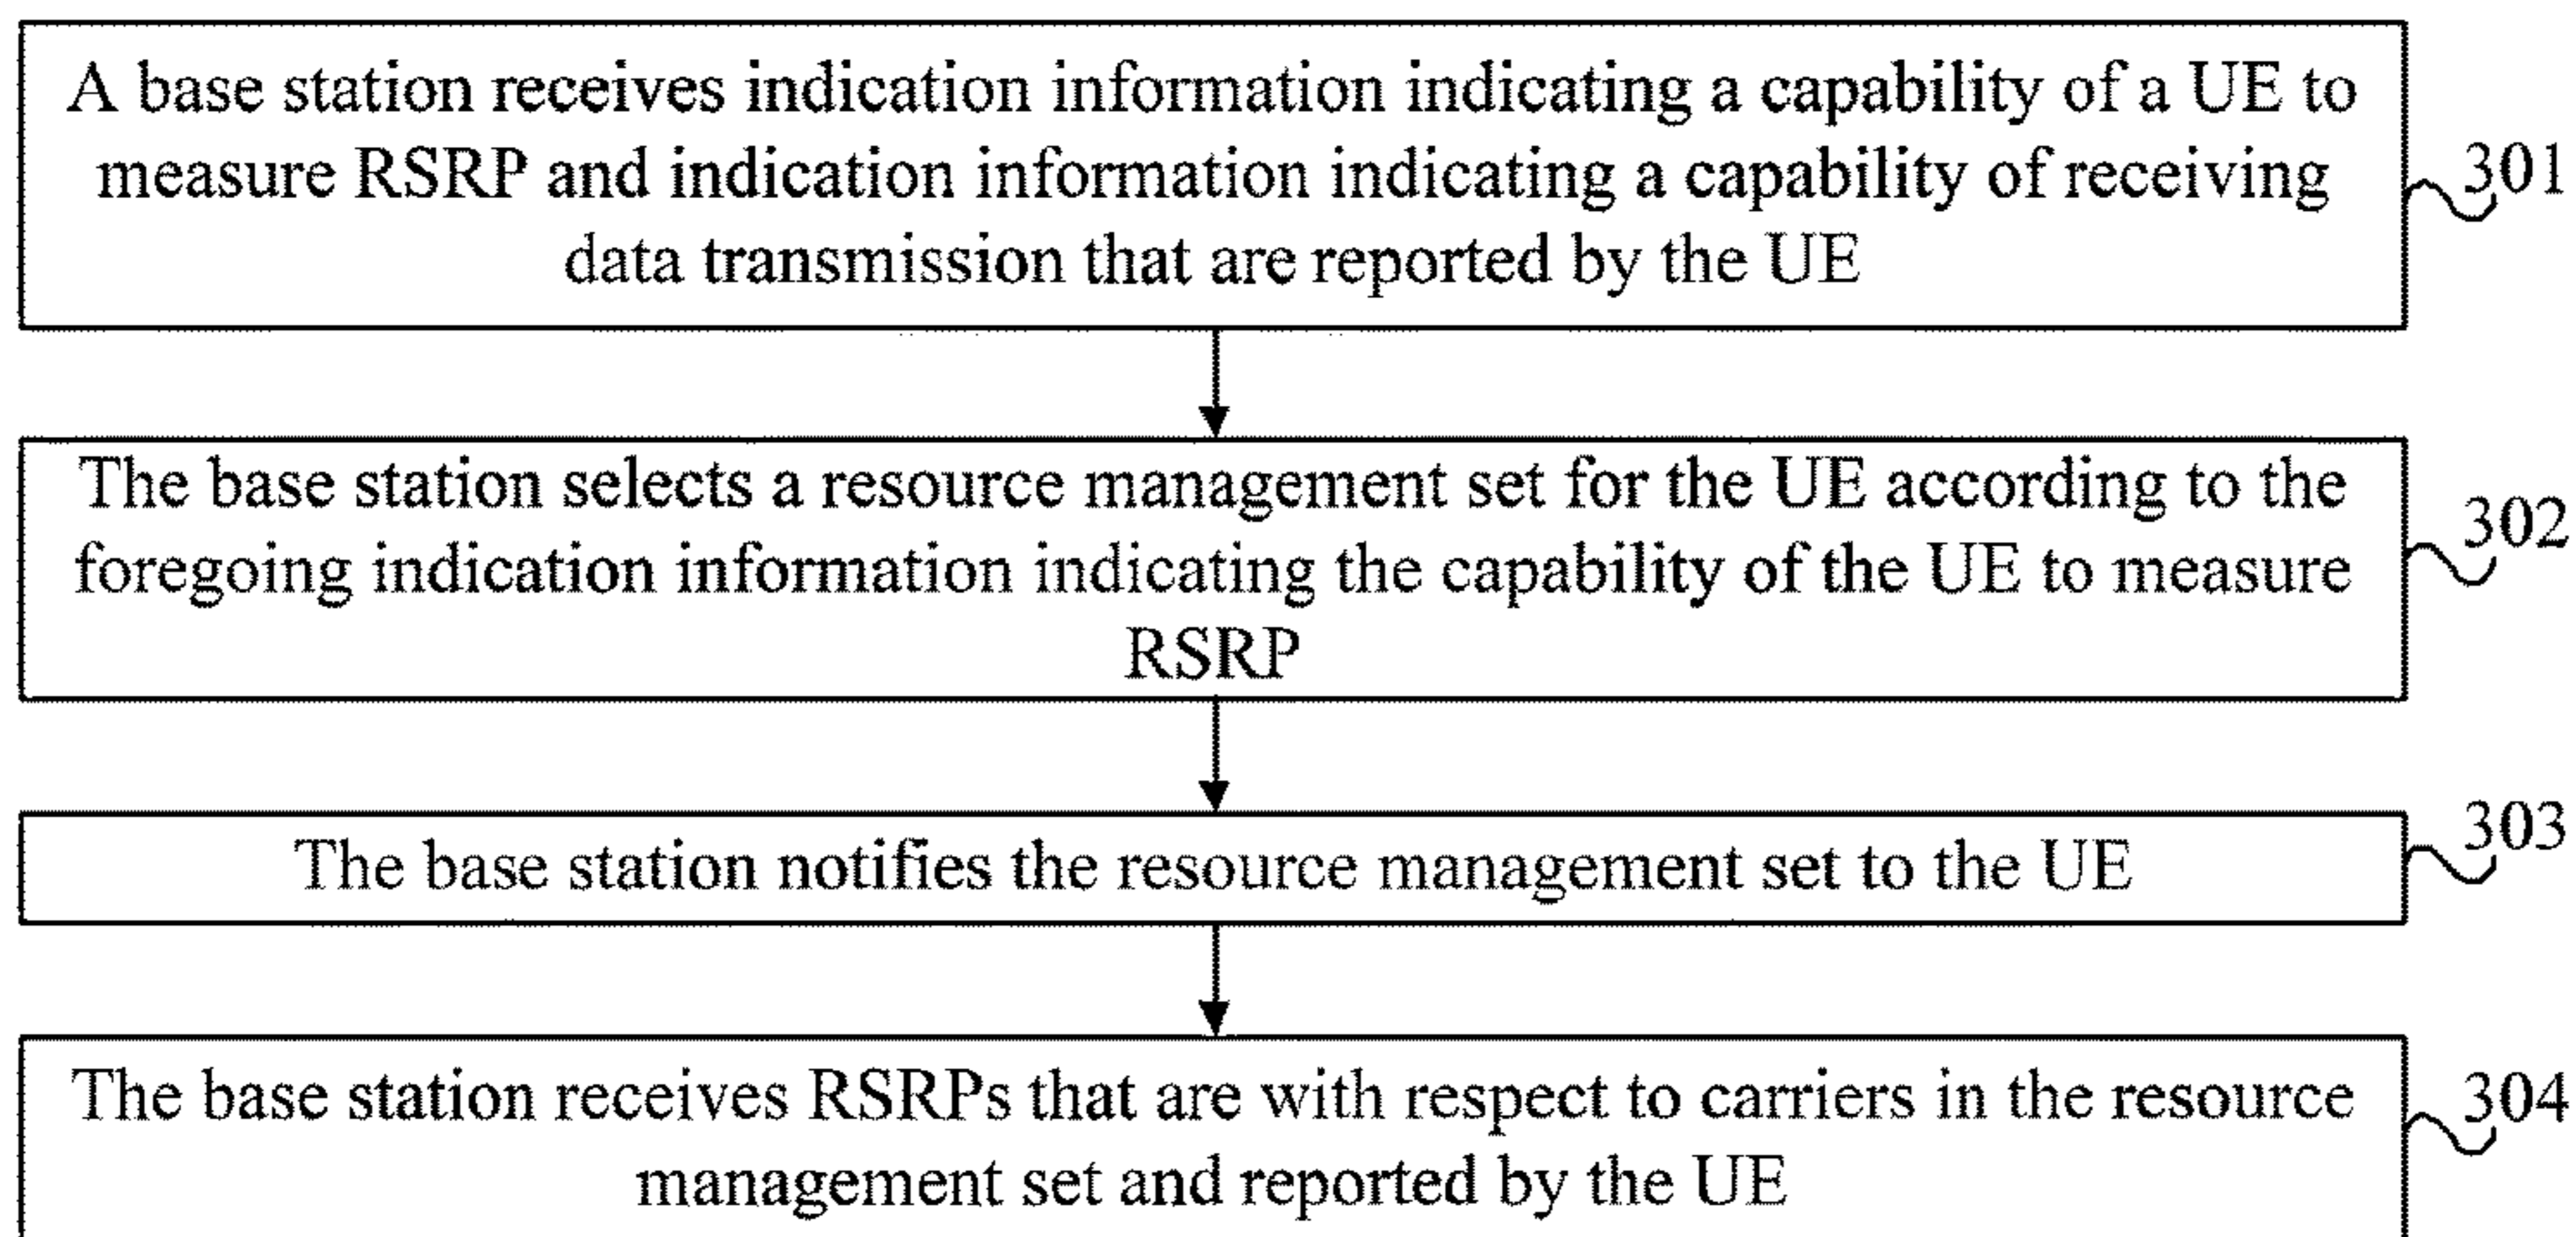 A base station receives indication information indicating a capability of a UE to
measure RSRP and indication information indicating a capability of receiving
data transmission that are reported by the UE
301
The base station selects a resource management set for the UE according to the
foregoing indication information indicating the capability of the UE to measure
RSRP
302
The base station notifies the resource management set to the UE
303
The base station receives RSRPs that are with respect to carriers in the resource
management set and reported by the UE
304